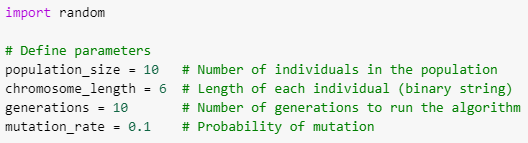 import random
# Define parameters
population_size = 10   # Number of individuals in the population
chromosome_length = 6  # Length of each individual (binary string)
generations = 10       # Number of generations to run the algorithm
mutation_rate = 0.1    # Probability of mutation